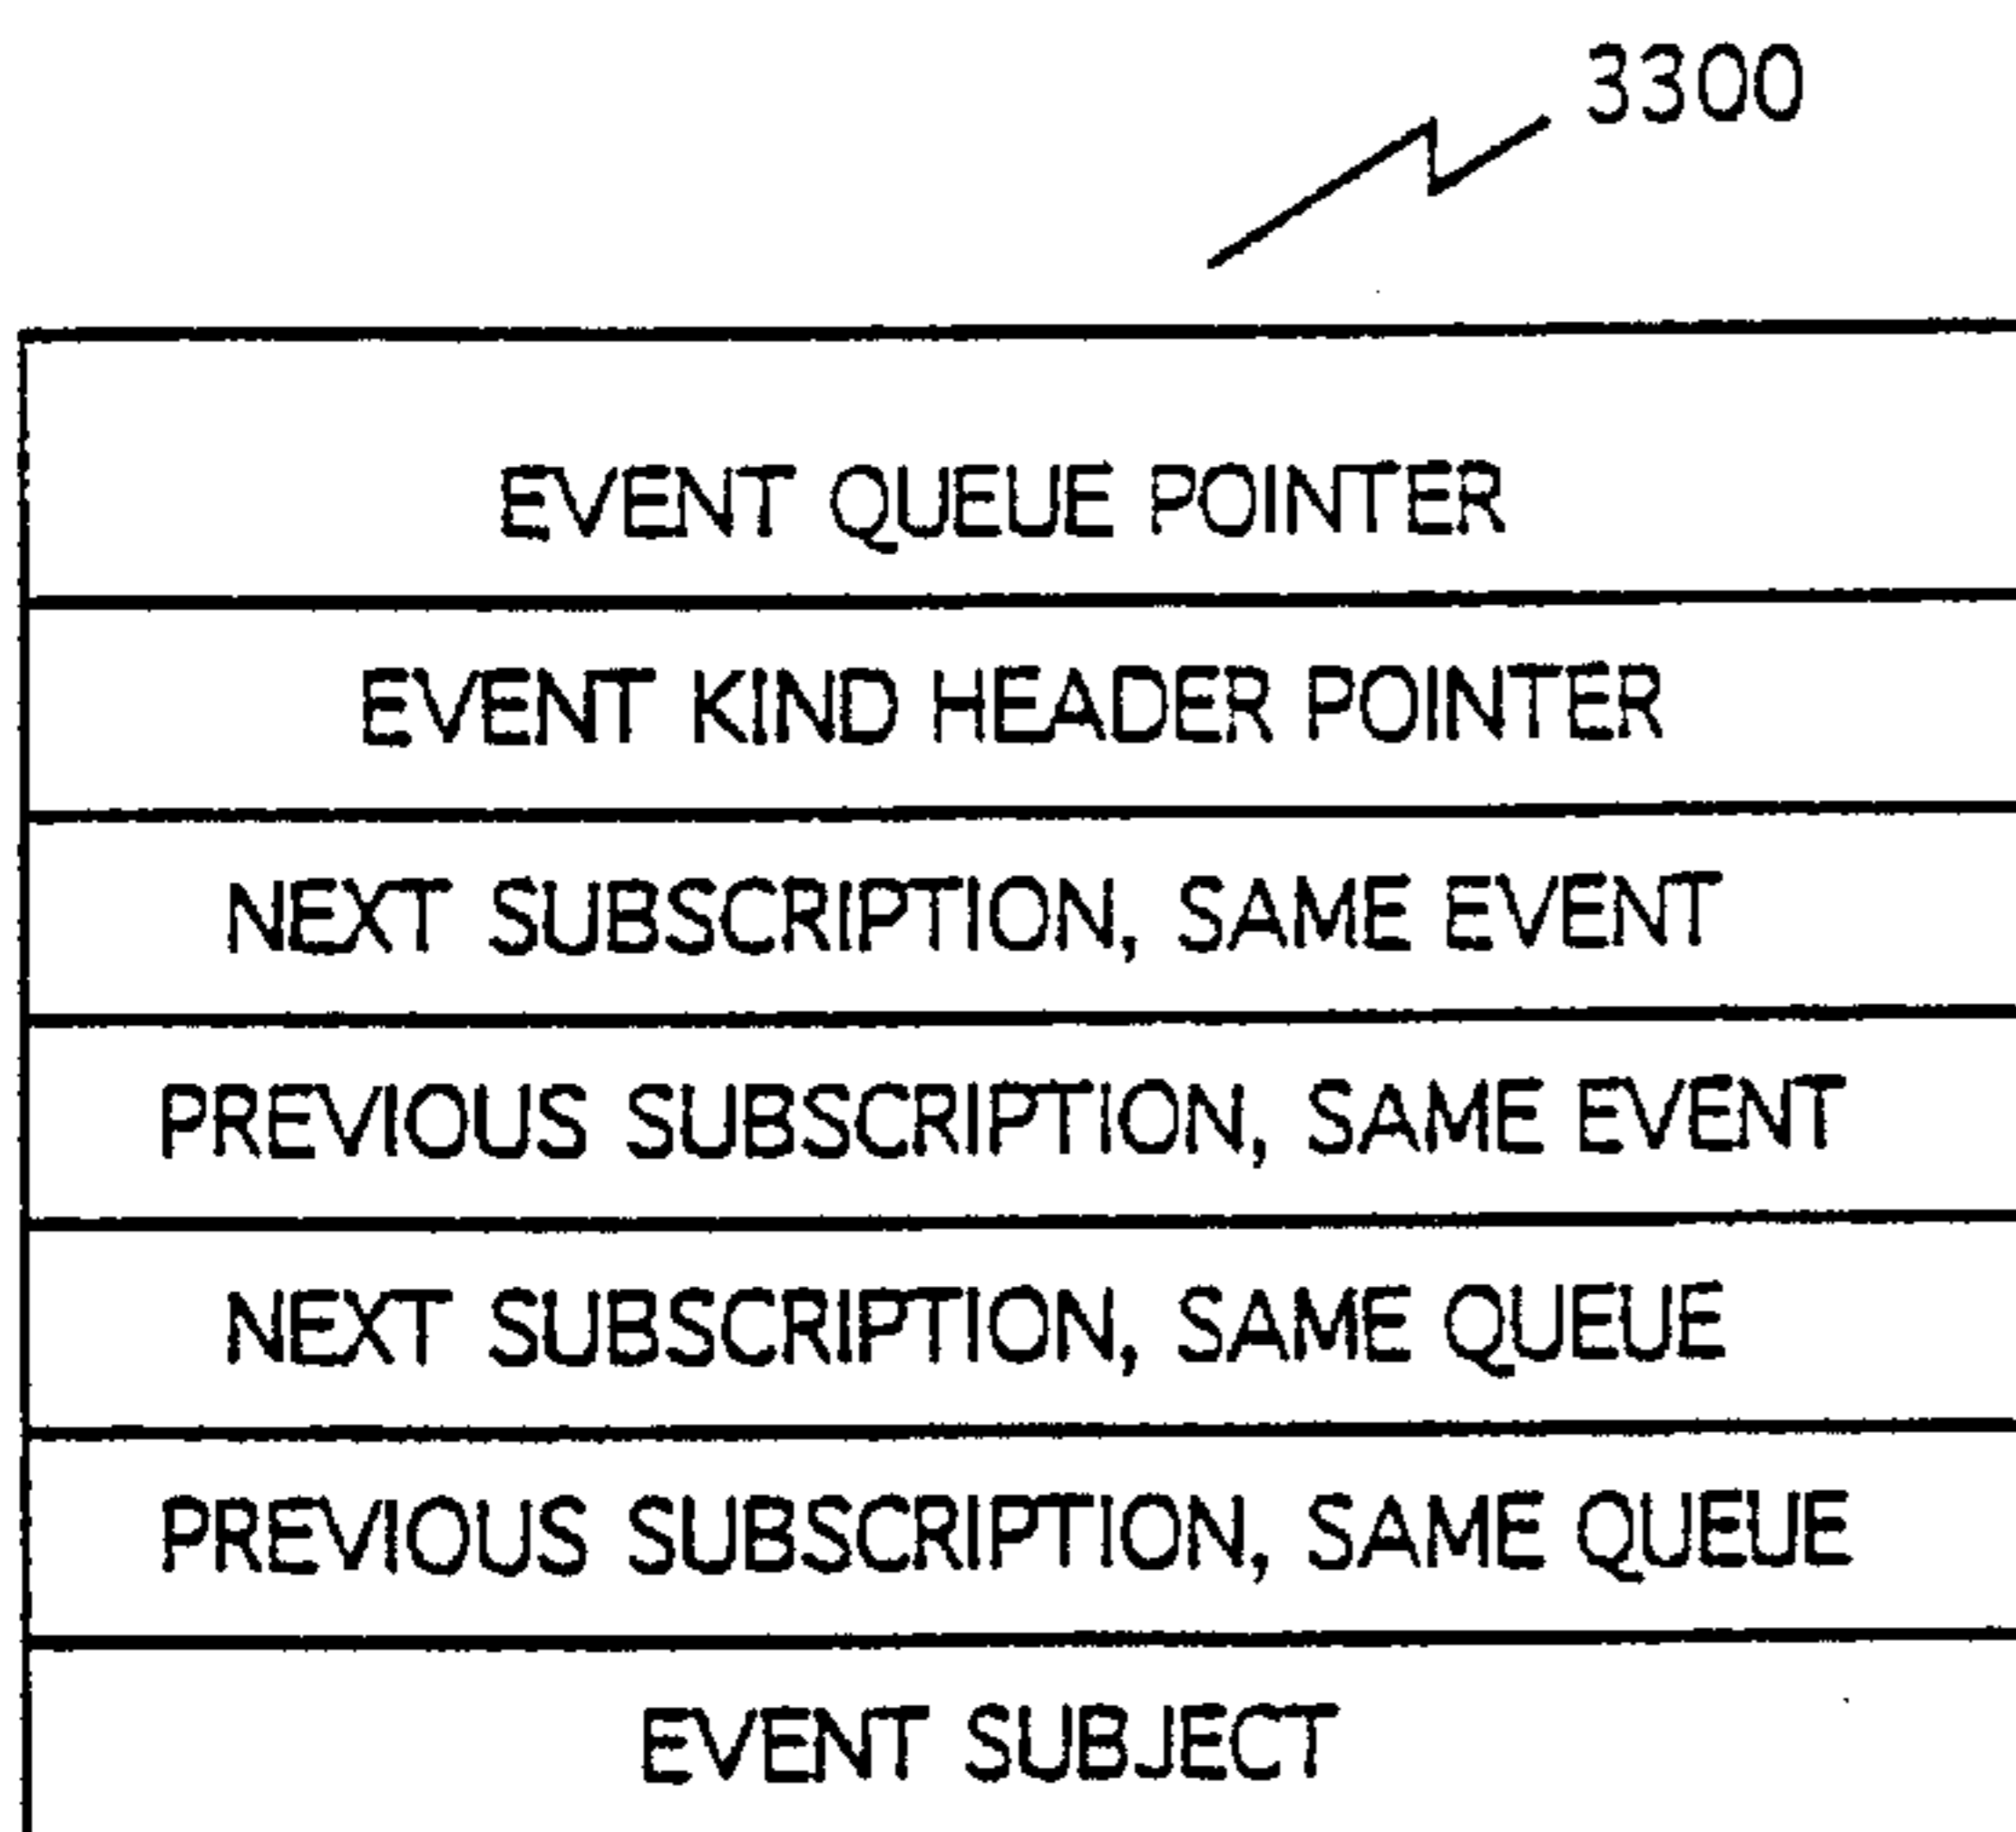 3300
EVENT QUEUE POINTER
EVENT KIND HEADER POINTER
NEXT SUBSCRIPTION, SAME EVENT
PREVIOUS SUBSCRIPTION, SAME EVENT
NEXT SUBSCRIPTION, SAME QUEUE
PREVIOUS SUBSCRIPTION, SAME QUEUE
EVENT SUBJECT